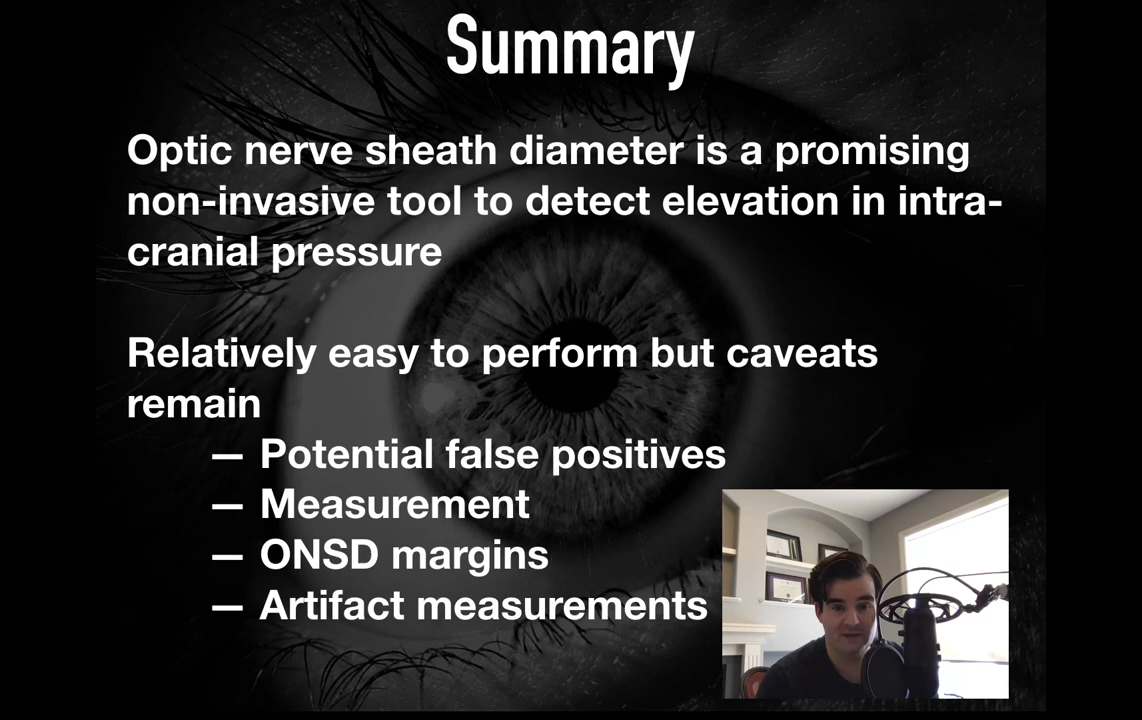 Summary
Optic nerve sheath diameter is a promising
non-invasive tool to detect elevation in intra-
cranial pressure
Relatively easy to perform but caveats
remain
— Potential false positives
— Measurement
— ONSD margins
— Artifact measurements